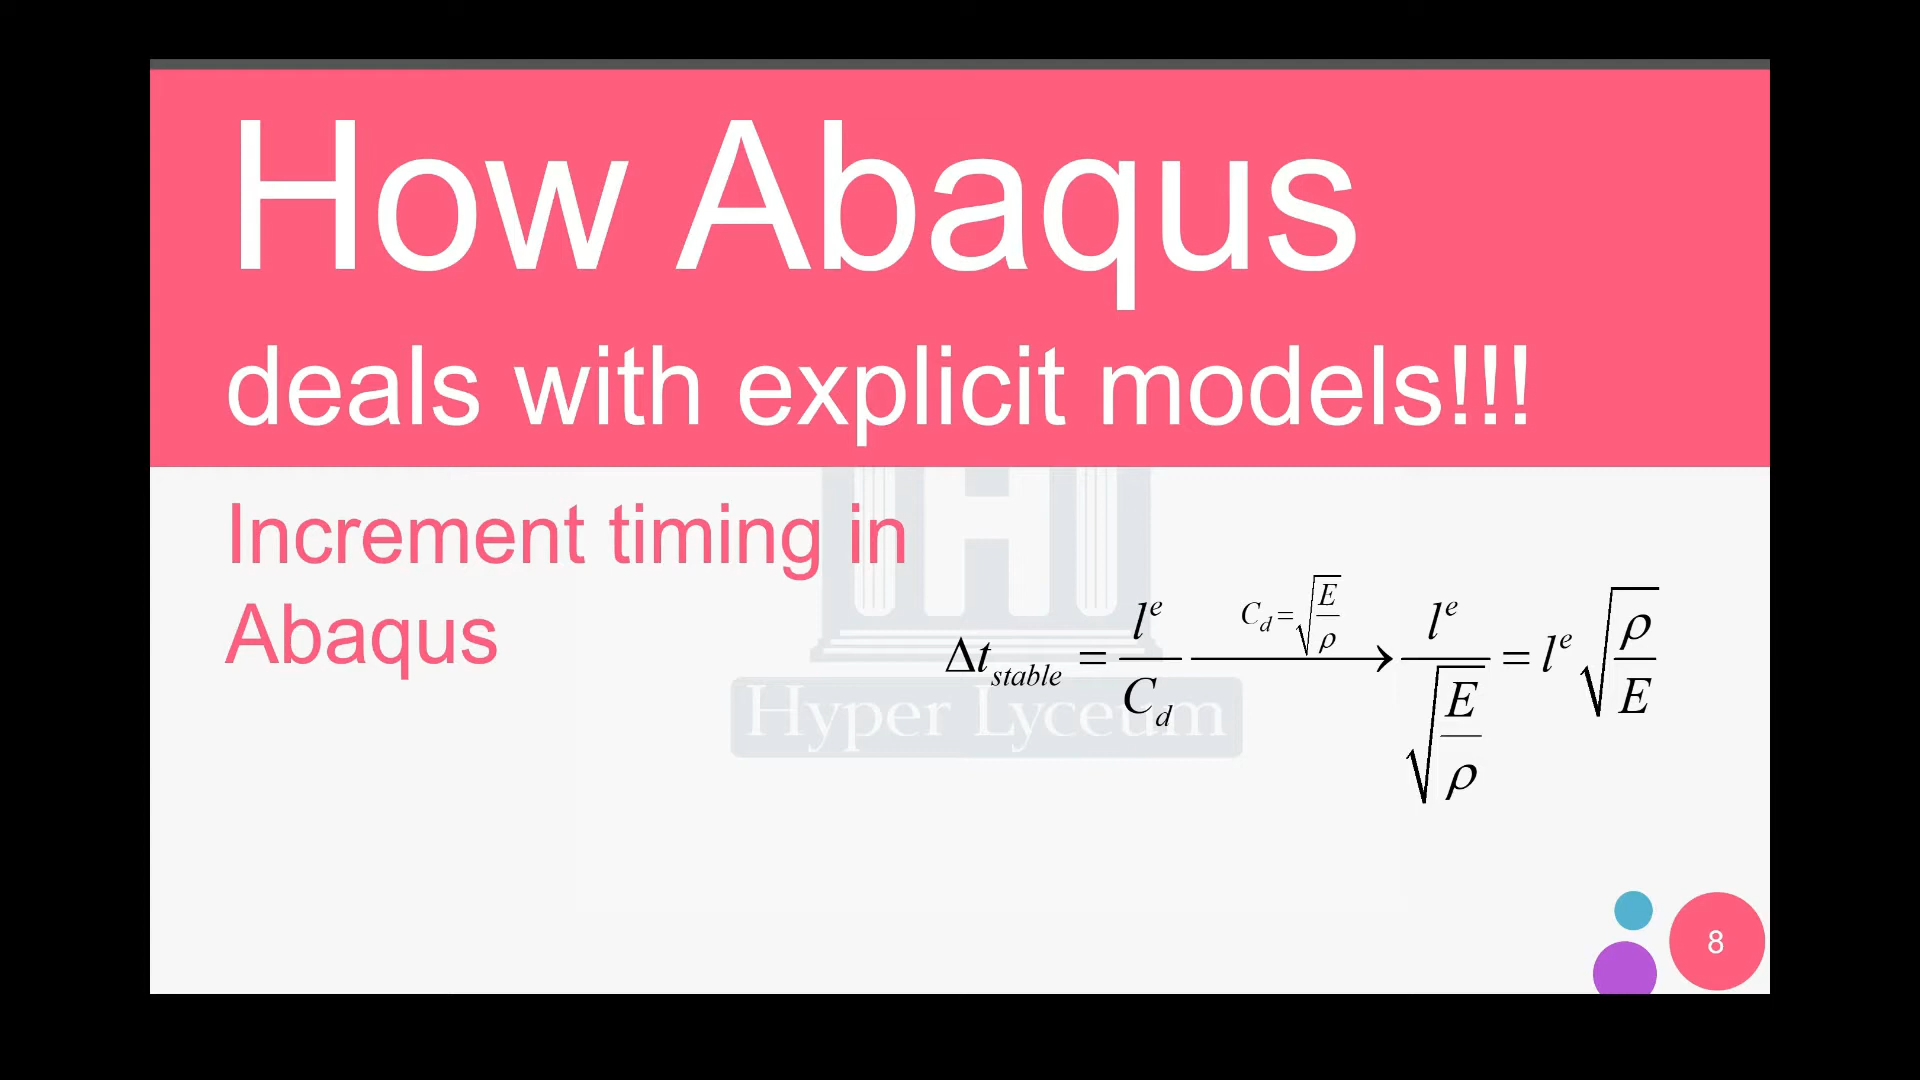 How Abaqus
deals with explicit models!!!
Increment timing in
Abaqus
Δt_stable = l^e / C_d —(C_d = √(E/ρ))→ l^e / √(E/ρ) = l^e √(ρ/E)
Hyper Lyceum
8